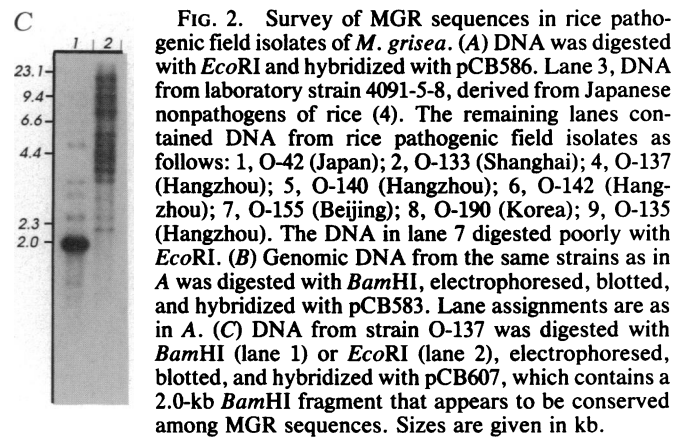 C
1 | 2
23.1
9.4
6.6
4.4
2.3
2.0
FIG. 2. Survey of MGR sequences in rice patho-
genic field isolates of M. grisea. (A) DNA was digested
with EcoRI and hybridized with pCB586. Lane 3, DNA
from laboratory strain 4091-5-8, derived from Japanese
nonpathogens of rice (4). The remaining lanes con-
tained DNA from rice pathogenic field isolates as
follows: 1, O-42 (Japan); 2, O-133 (Shanghai); 4, O-137
(Hangzhou); 5, O-140 (Hangzhou); 6, O-142 (Hang-
zhou); 7, O-155 (Beijing); 8, O-190 (Korea); 9, O-135
(Hangzhou). The DNA in lane 7 digested poorly with
EcoRI. (B) Genomic DNA from the same strains as in
A was digested with BamHI, electrophoresed, blotted,
and hybridized with pCB583. Lane assignments are as
in A. (C) DNA from strain O-137 was digested with
BamHI (lane 1) or EcoRI (lane 2), electrophoresed,
blotted, and hybridized with pCB607, which contains a
2.0-kb BamHI fragment that appears to be conserved
among MGR sequences. Sizes are given in kb.